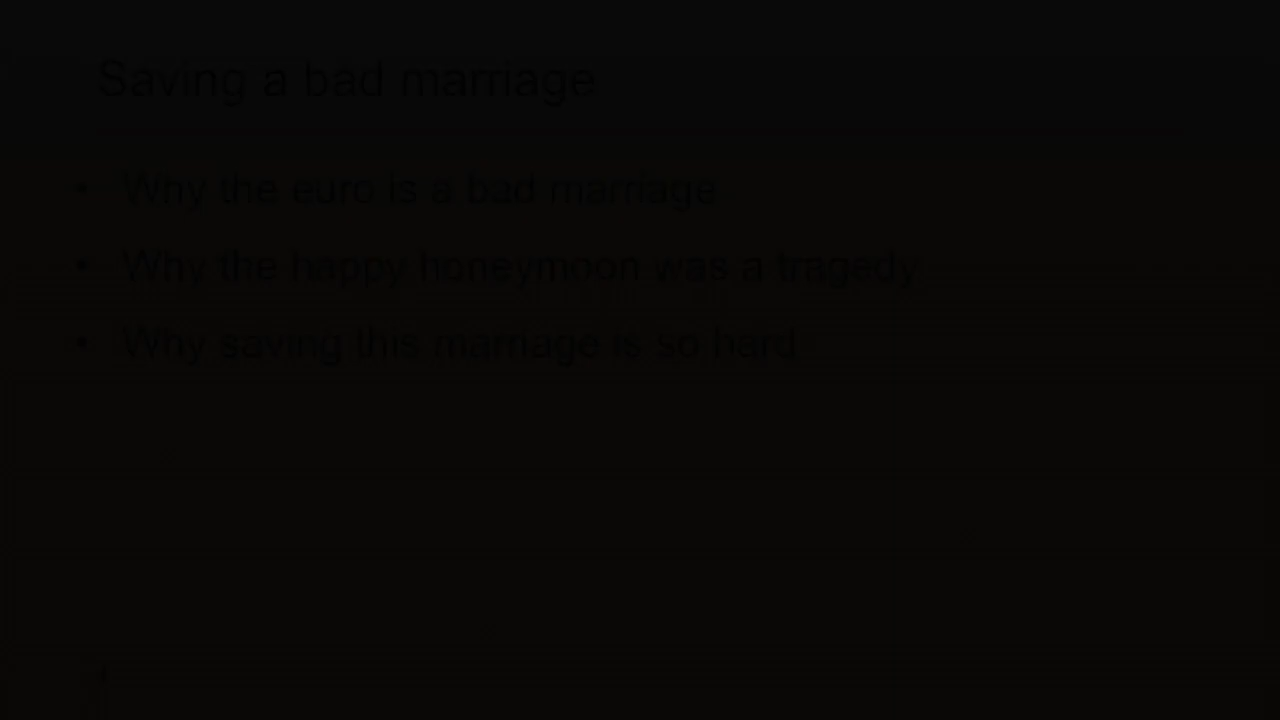 Saving a bad marriage
• Why the euro is a bad marriage
• Why the happy honeymoon was a tragedy
• Why saving this marriage is so hard